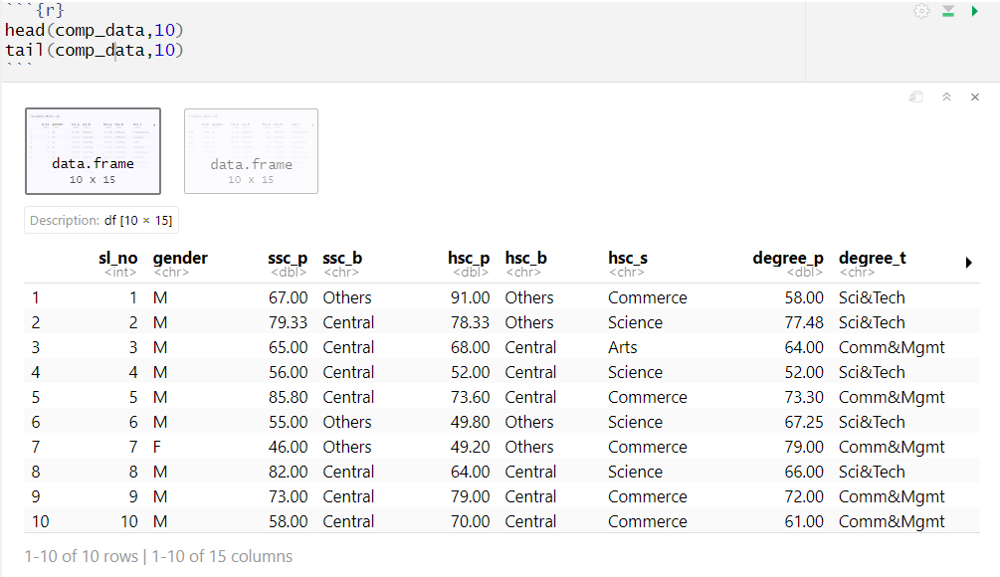 ```{r}
head(comp_data,10)
tail(comp_data,10)
```
data.frame
10 x 15
data.frame
10 x 15
Description: df [10 × 15]
sl_no gender ssc_p ssc_b hsc_p hsc_b hsc_s degree_p degree_t
<int> <chr> <dbl> <chr> <dbl> <chr> <chr> <dbl> <chr>
1 1 M 67.00 Others 91.00 Others Commerce 58.00 Sci&Tech
2 2 M 79.33 Central 78.33 Others Science 77.48 Sci&Tech
3 3 M 65.00 Central 68.00 Central Arts 64.00 Comm&Mgmt
4 4 M 56.00 Central 52.00 Central Science 52.00 Sci&Tech
5 5 M 85.80 Central 73.60 Central Commerce 73.30 Comm&Mgmt
6 6 M 55.00 Others 49.80 Others Science 67.25 Sci&Tech
7 7 F 46.00 Others 49.20 Others Commerce 79.00 Comm&Mgmt
8 8 M 82.00 Central 64.00 Central Science 66.00 Sci&Tech
9 9 M 73.00 Central 79.00 Central Commerce 72.00 Comm&Mgmt
10 10 M 58.00 Central 70.00 Central Commerce 61.00 Comm&Mgmt
1-10 of 10 rows | 1-10 of 15 columns